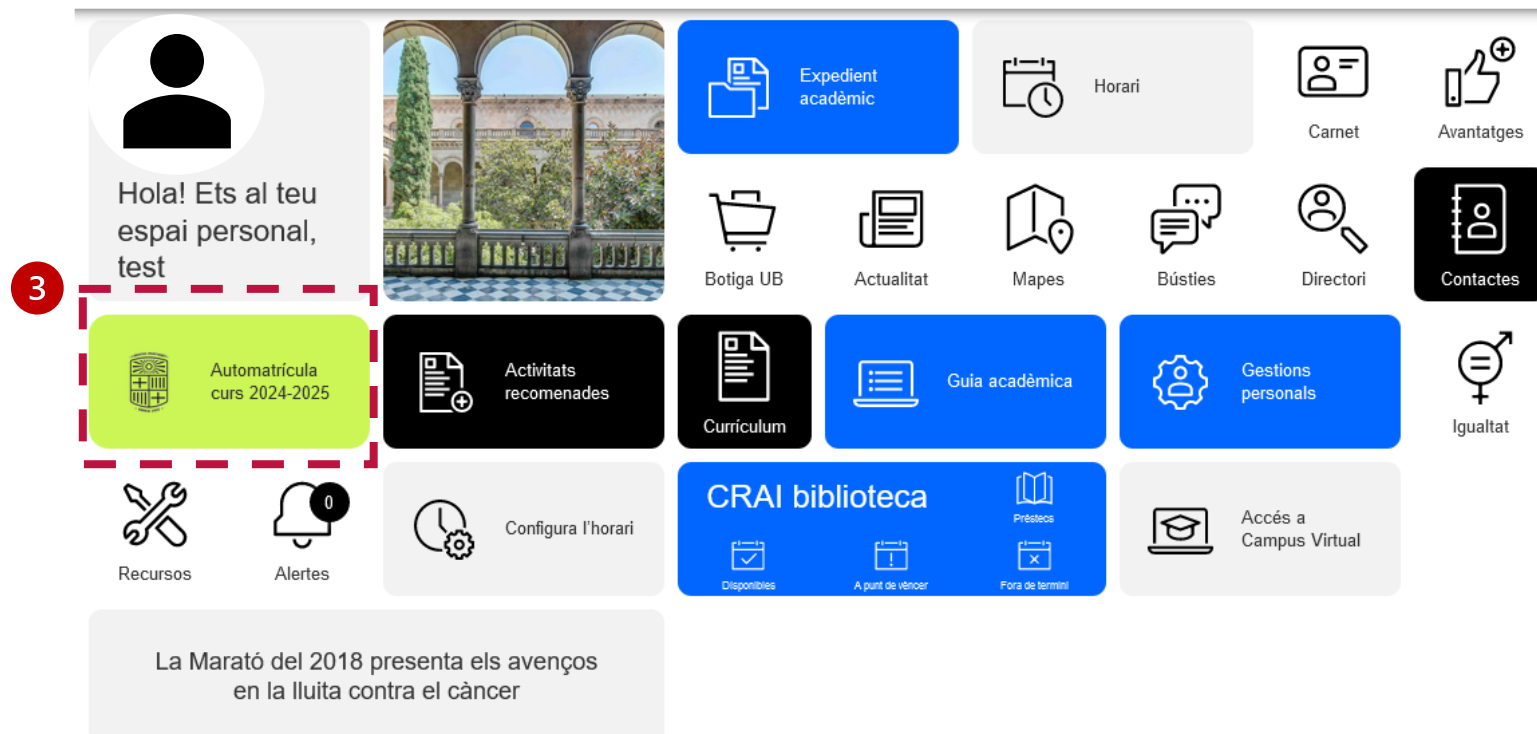 Expedient
acadèmic
Horari
Carnet
Avantatges
Hola! Ets al teu
espai personal,
test
Botiga UB
Actualitat
Mapes
Bústies
Directori
Contactes
3
Automatrícula
curs 2024-2025
Activitats
recomenades
Currículum
Guia acadèmica
Gestions
personals
Igualtat
Recursos
0
Alertes
Configura l'horari
CRAI biblioteca
Préstecs
Disponibles
A punt de vèncer
Fora de termini
Accés a
Campus Virtual
La Marató del 2018 presenta els avenços
en la lluita contra el càncer